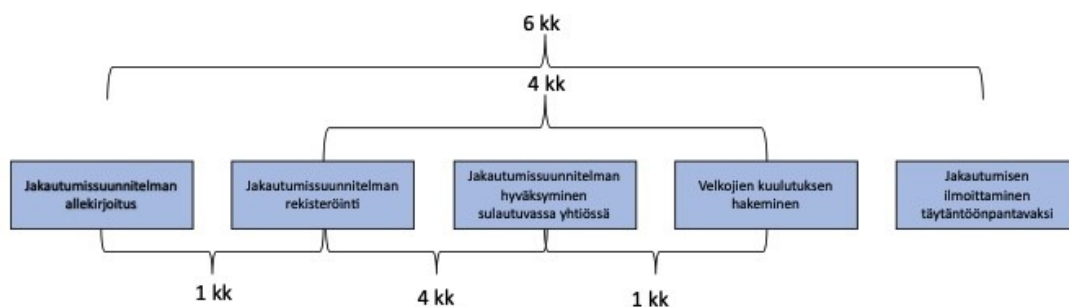 6 kk
4 kk
Jakautumissuunnitelman
allekirjoitus
Jakautumissuunnitelman
rekisteröinti
Jakautumissuunnitelman
hyväksyminen
sulautuvassa yhtiössä
Velkojien kuulutuksen
hakeminen
Jakautumisen
ilmoittaminen
täytäntöönpantavaksi
1 kk
4 kk
1 kk